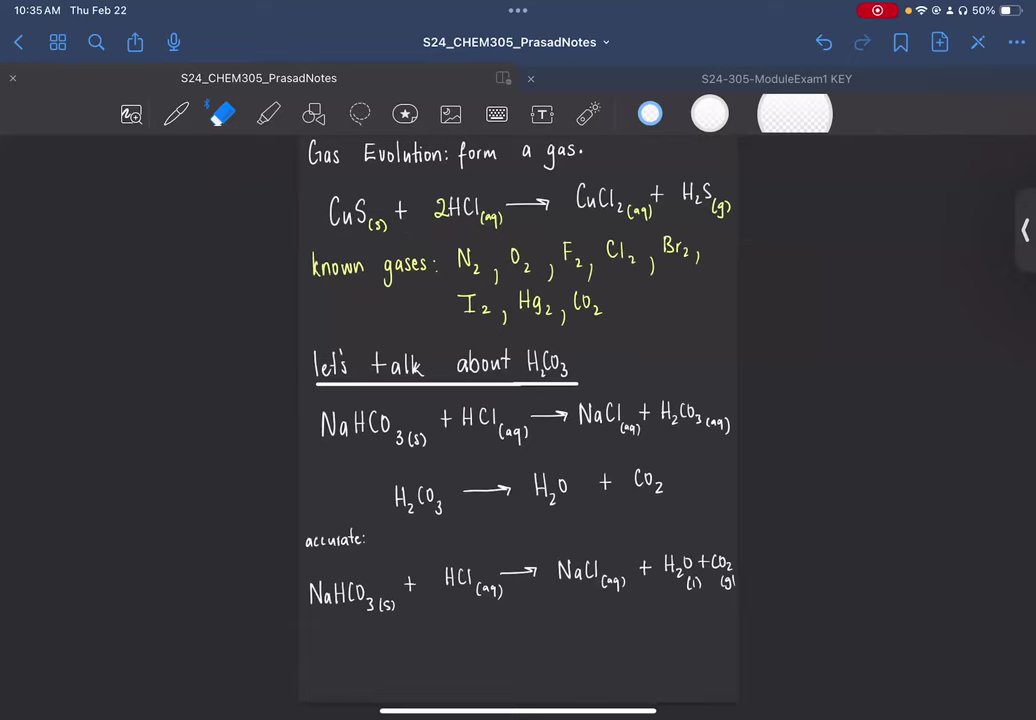 10:35 AM Thu Feb 22 50%
S24_CHEM305_PrasadNotes
S24_CHEM305_PrasadNotes S24-305-ModuleExam1 KEY
Gas Evolution: form a gas.
CuS(s) + 2HCl(aq) → CuCl₂(aq) + H₂S(g)
known gases: N₂, O₂, F₂, Cl₂, Br₂,
I₂, Hg₂, CO₂
let's talk about H₂CO₃
NaHCO₃(s) + HCl(aq) → NaCl(aq) + H₂CO₃(aq)
H₂CO₃ → H₂O + CO₂
accurate:
NaHCO₃(s) + HCl(aq) → NaCl(aq) + H₂O(l) + CO₂(g)